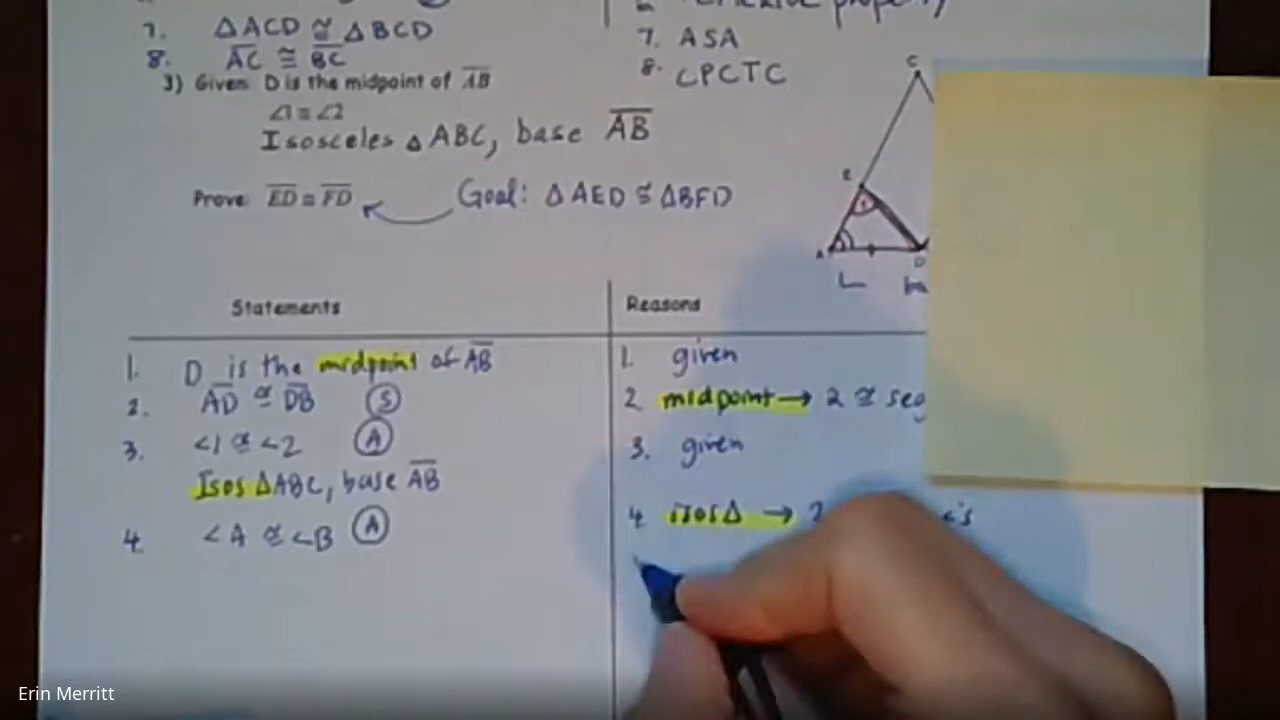 property
7. △ACD ≅ △BCD
7. ASA
8. AC ≅ BC
8. CPCTC
3) Given: D is the midpoint of AB
∠1 ≅ ∠2
Isosceles △ ABC, base AB
Prove: ED ≅ FD
Goal: △ AED ≅ △BFD
C
E
1
A
D
Statements
Reasons
1. D is the midpoint of AB
1. given
2. AD ≅ DB (S)
2. midpoint → 2 ≅ seg
3. <1 ≅ <2 (A)
3. given
Isos △ABC, base AB
4. <A ≅ <B (A)
4. isos△ → 2 <'s
Erin Merritt